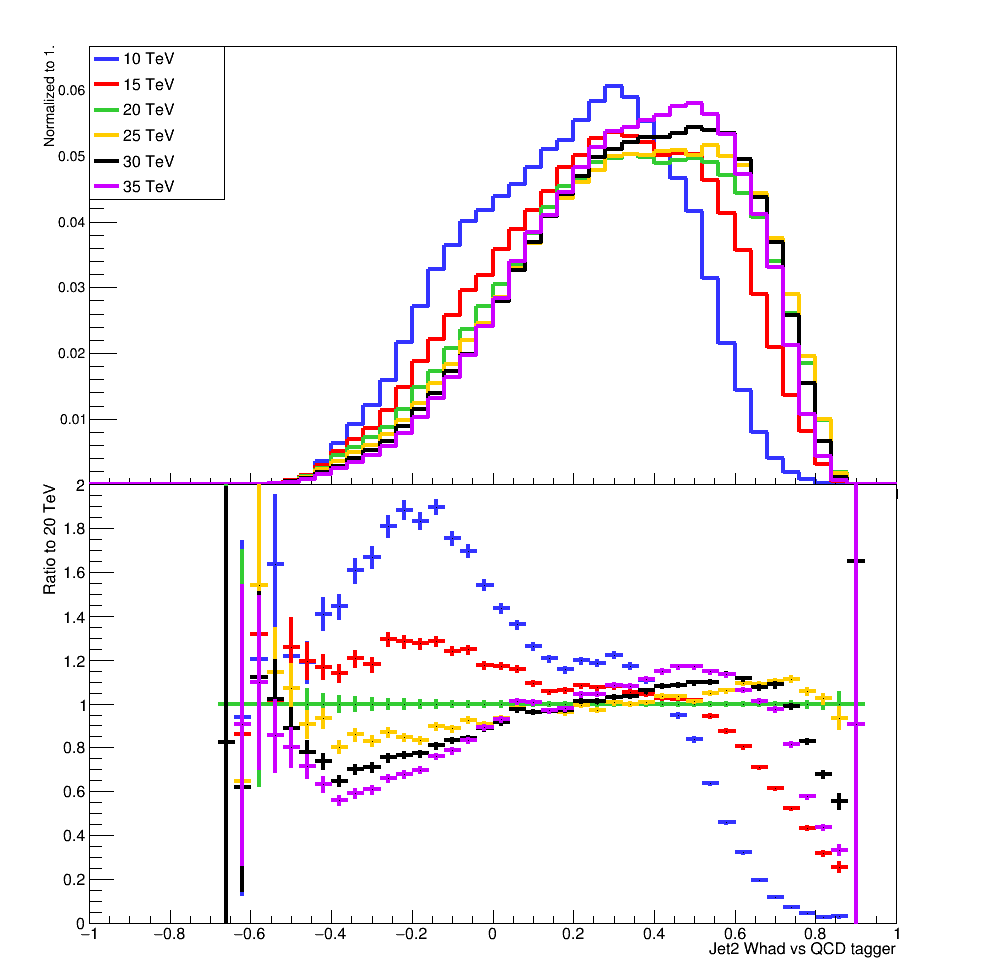 Normalized to 1.
10 TeV
15 TeV
20 TeV
25 TeV
30 TeV
35 TeV
0.06
0.05
0.04
0.03
0.02
0.01
Ratio to 20 TeV
2
1.8
1.6
1.4
1.2
1
0.8
0.6
0.4
0.2
0
−1 −0.8 −0.6 −0.4 −0.2 0 0.2 0.4 0.6 0.8 1
Jet2 Whad vs QCD tagger